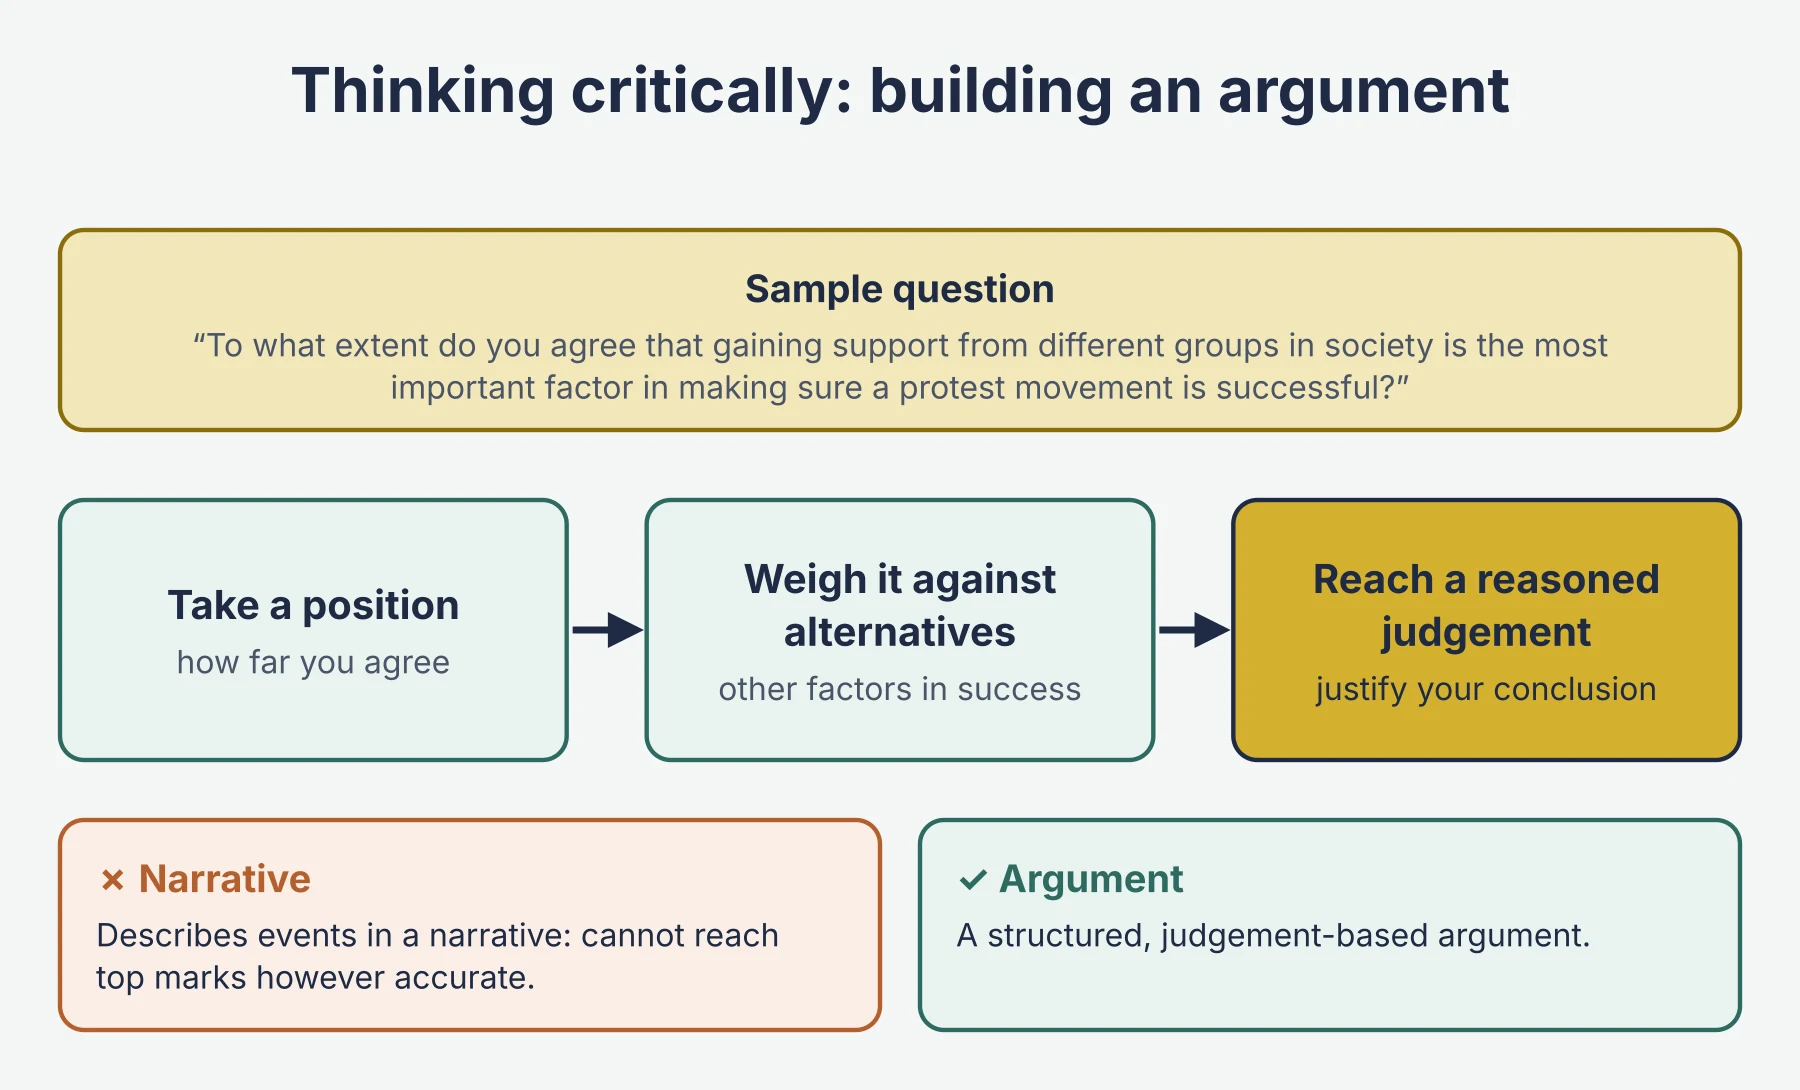 Thinking critically: building an argument
Sample question
“To what extent do you agree that gaining support from different groups in society is the most
important factor in making sure a protest movement is successful?”
Take a position
how far you agree
Weigh it against
alternatives
other factors in success
Reach a reasoned
judgement
justify your conclusion
× Narrative
Describes events in a narrative: cannot reach
top marks however accurate.
✓ Argument
A structured, judgement-based argument.